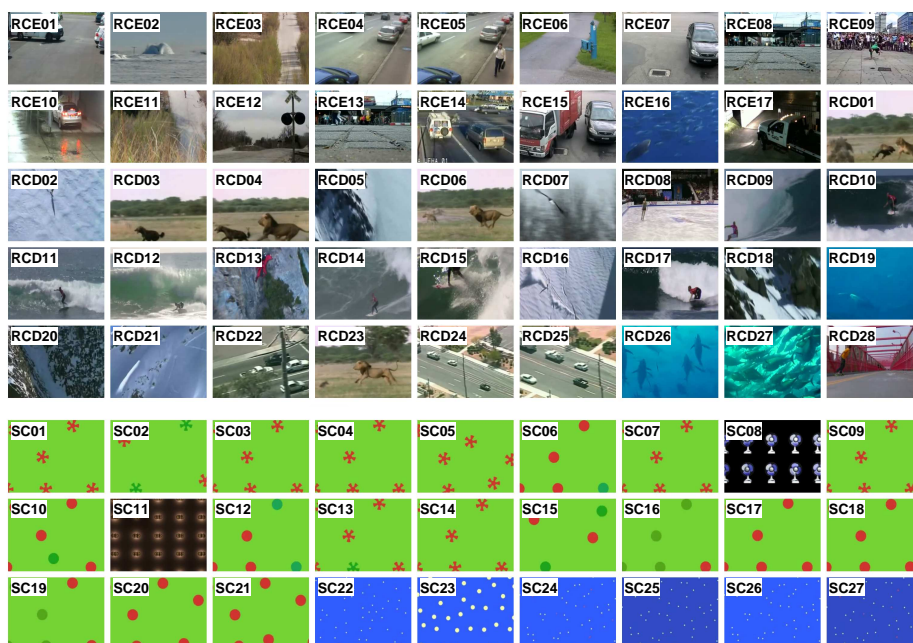 RCE01 RCE02 RCE03 RCE04 RCE05 RCE06 RCE07 RCE08 RCE09
RCE10 RCE11 RCE12 RCE13 RCE14 RCE15 RCE16 RCE17 RCD01
RCD02 RCD03 RCD04 RCD05 RCD06 RCD07 RCD08 RCD09 RCD10
RCD11 RCD12 RCD13 RCD14 RCD15 RCD16 RCD17 RCD18 RCD19
RCD20 RCD21 RCD22 RCD23 RCD24 RCD25 RCD26 RCD27 RCD28
SC01 SC02 SC03 SC04 SC05 SC06 SC07 SC08 SC09
SC10 SC11 SC12 SC13 SC14 SC15 SC16 SC17 SC18
SC19 SC20 SC21 SC22 SC23 SC24 SC25 SC26 SC27